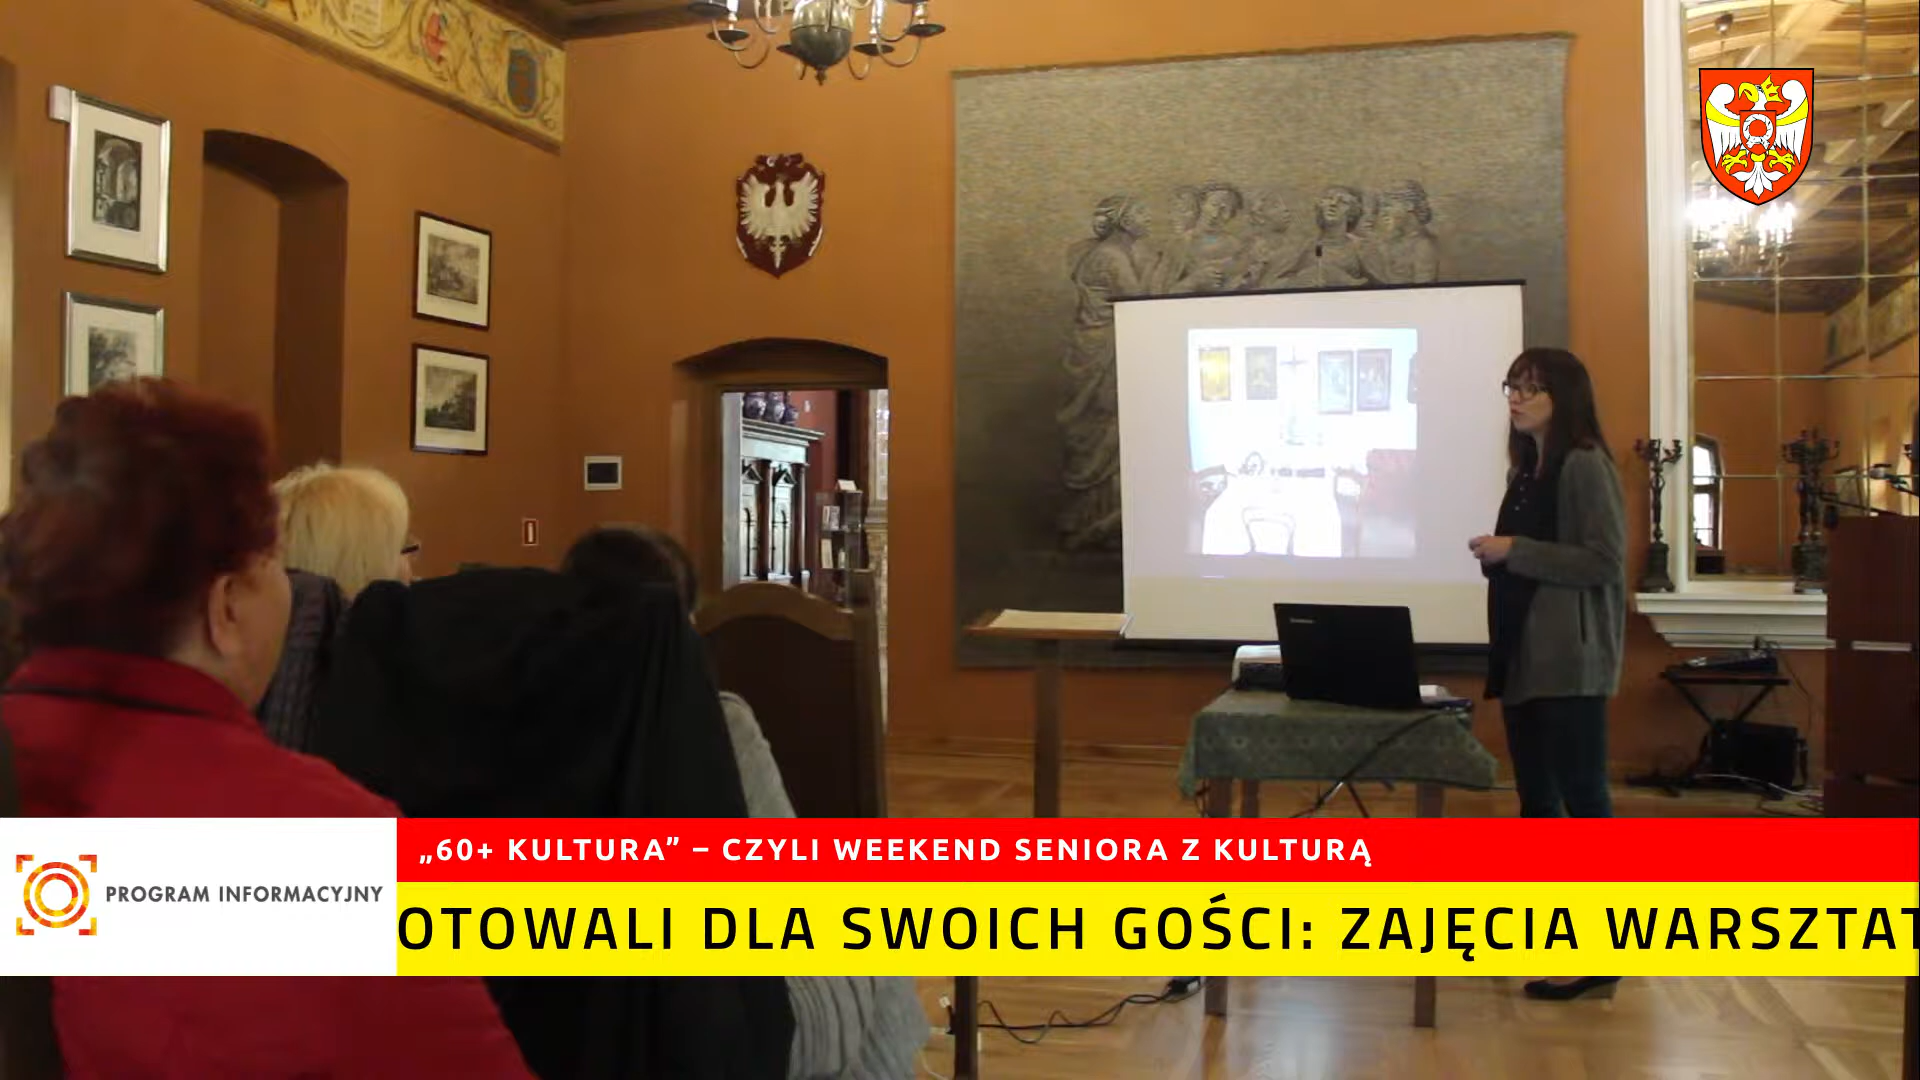 „60+ KULTURA” – CZYLI WEEKEND SENIORA Z KULTURĄ
PROGRAM INFORMACYJNY
OTOWALI DLA SWOICH GOŚCI: ZAJĘCIA WARSZTAT